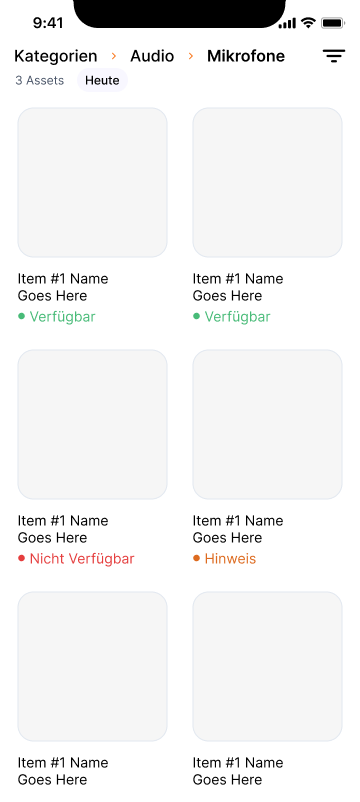 9:41
Kategorien > Audio > Mikrofone
3 Assets Heute
Item #1 Name
Goes Here
Verfügbar
Item #1 Name
Goes Here
Verfügbar
Item #1 Name
Goes Here
Nicht Verfügbar
Item #1 Name
Goes Here
Hinweis
Item #1 Name
Goes Here
Item #1 Name
Goes Here